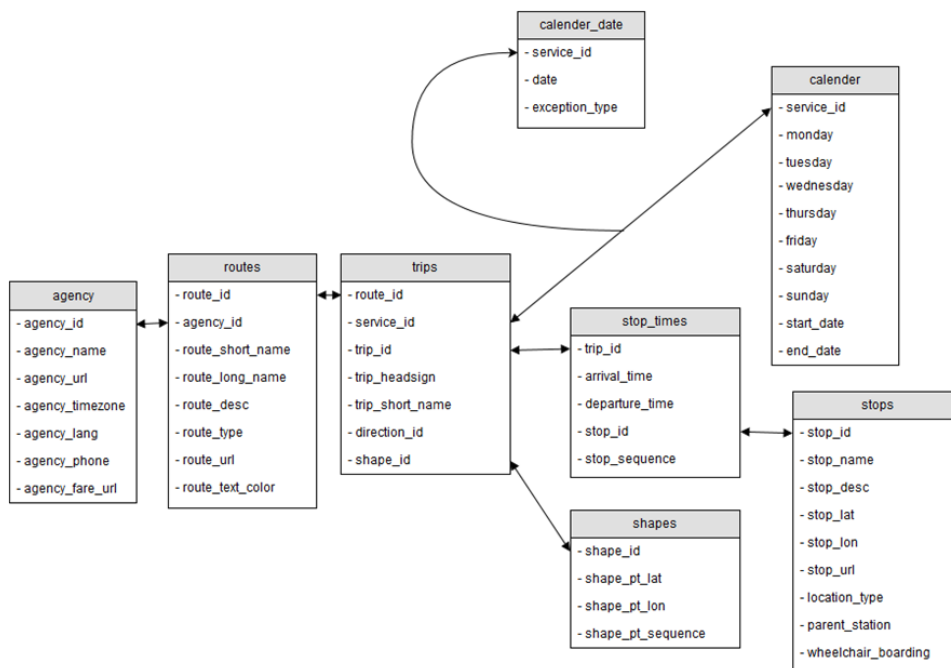 calender_date
- service_id
- date
- exception_type
calender
- service_id
- monday
- tuesday
- wednesday
- thursday
- friday
- saturday
- sunday
- start_date
- end_date
agency
- agency_id
- agency_name
- agency_url
- agency_timezone
- agency_lang
- agency_phone
- agency_fare_url
routes
- route_id
- agency_id
- route_short_name
- route_long_name
- route_desc
- route_type
- route_url
- route_text_color
trips
- route_id
- service_id
- trip_id
- trip_headsign
- trip_short_name
- direction_id
- shape_id
stop_times
- trip_id
- arrival_time
- departure_time
- stop_id
- stop_sequence
shapes
- shape_id
- shape_pt_lat
- shape_pt_lon
- shape_pt_sequence
stops
- stop_id
- stop_name
- stop_desc
- stop_lat
- stop_lon
- stop_url
- location_type
- parent_station
- wheelchair_boarding